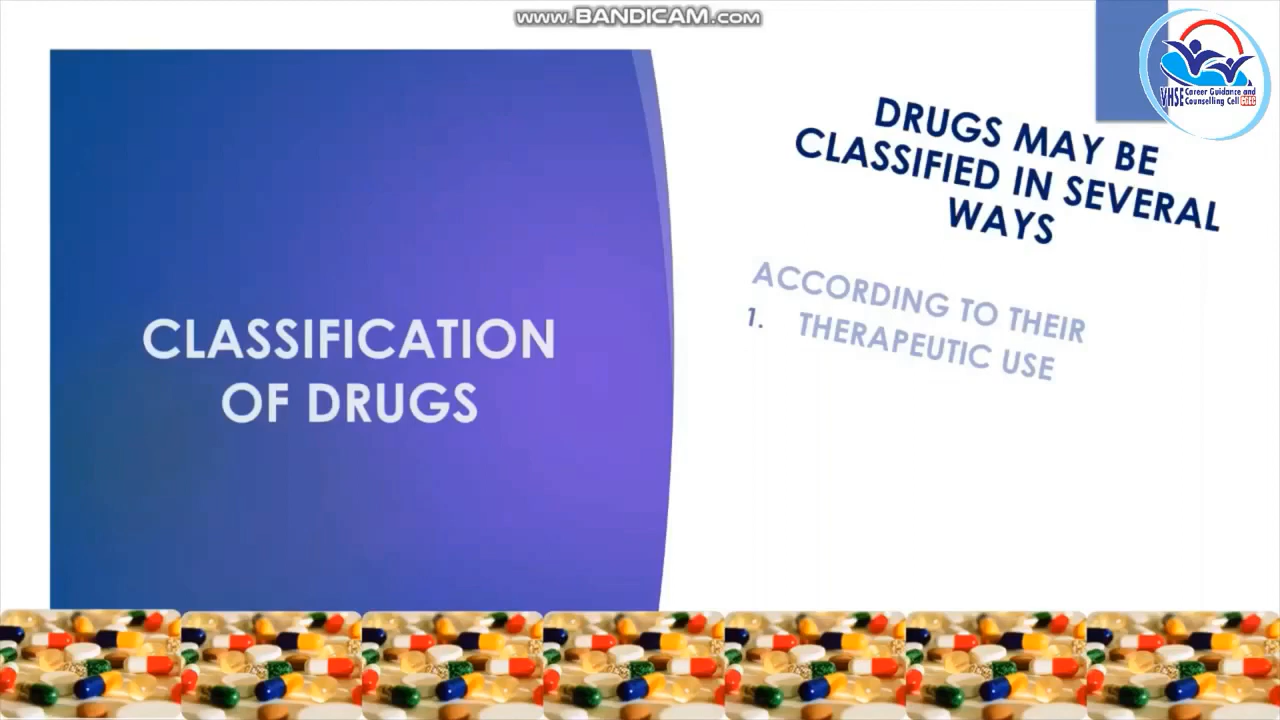 www.BANDICAM.com
VHSE Career Guidance and
Counselling Cell
DRUGS MAY BE
CLASSIFIED IN SEVERAL
WAYS
ACCORDING TO THEIR
1. THERAPEUTIC USE
CLASSIFICATION
OF DRUGS